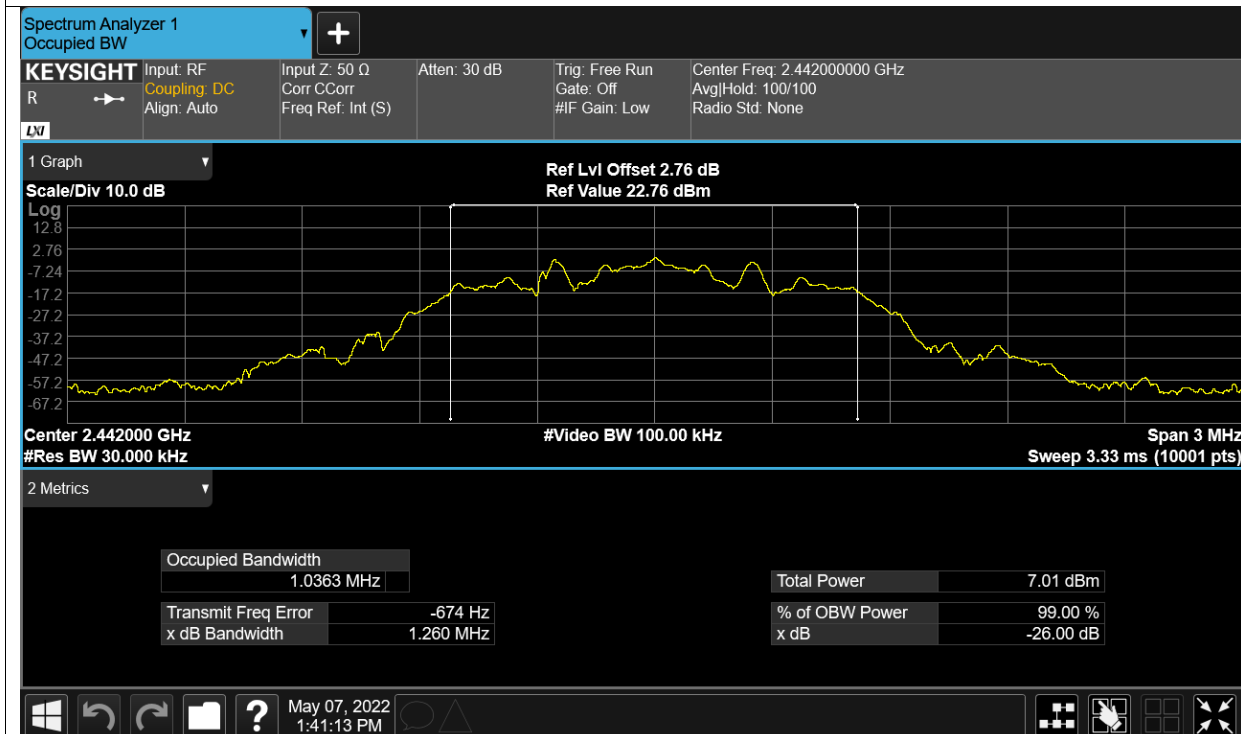 Spectrum Analyzer 1
Occupied BW
+
KEYSIGHT
R
LXI
Input: RF
Coupling: DC
Align: Auto
Input Z: 50 Ω
Corr CCorr
Freq Ref: Int (S)
Atten: 30 dB
Trig: Free Run
Gate: Off
#IF Gain: Low
Center Freq: 2.442000000 GHz
Avg|Hold: 100/100
Radio Std: None
1 Graph
Scale/Div 10.0 dB
Ref Lvl Offset 2.76 dB
Ref Value 22.76 dBm
Log
12.8
2.76
-7.24
-17.2
-27.2
-37.2
-47.2
-57.2
-67.2
Center 2.442000 GHz
#Video BW 100.00 kHz
Span 3 MHz
#Res BW 30.000 kHz
Sweep 3.33 ms (10001 pts)
2 Metrics
Occupied Bandwidth
1.0363 MHz
Total Power 7.01 dBm
Transmit Freq Error -674 Hz
% of OBW Power 99.00 %
x dB Bandwidth 1.260 MHz
x dB -26.00 dB
?
May 07, 2022
1:41:13 PM